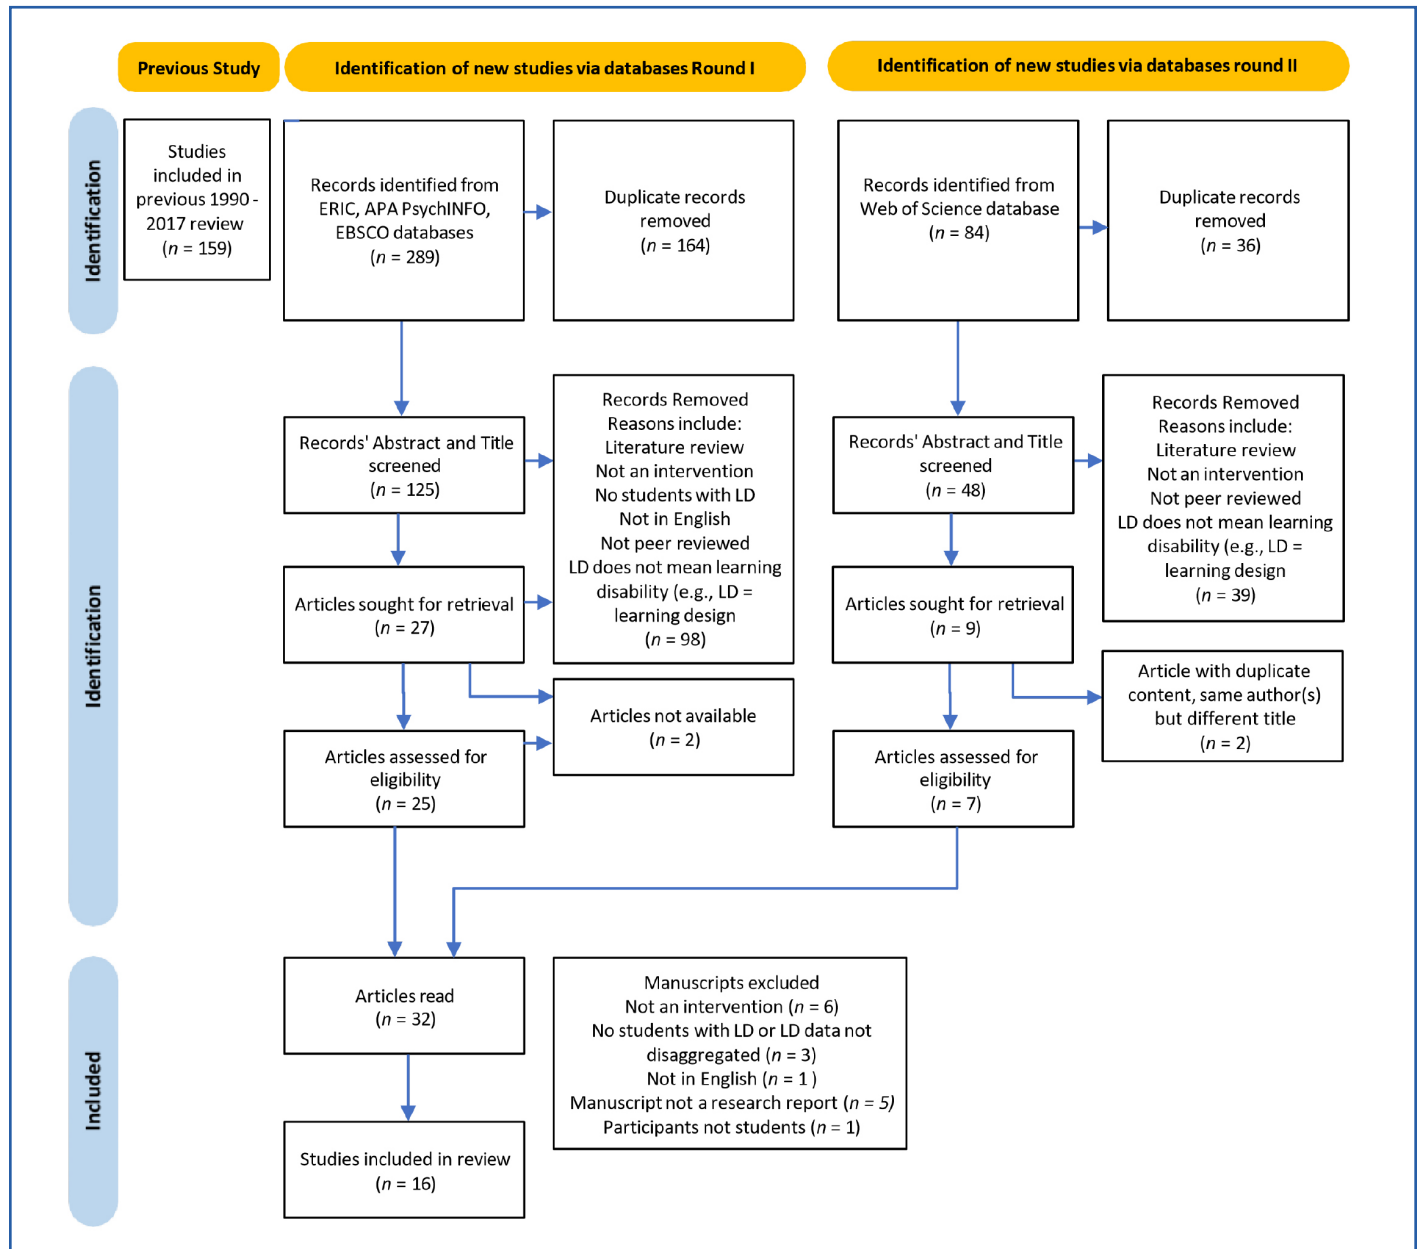 Previous Study
Identification of new studies via databases Round I
Identification of new studies via databases round II
Identification
Studies
included in
previous 1990 -
2017 review
(n = 159)
Records identified from
ERIC, APA PsychINFO,
EBSCO databases
(n = 289)
Duplicate records
removed
(n = 164)
Records identified from
Web of Science database
(n = 84)
Duplicate records
removed
(n = 36)
Identification
Records' Abstract and Title
screened
(n = 125)
Records Removed
Reasons include:
Literature review
Not an intervention
No students with LD
Not in English
Not peer reviewed
LD does not mean learning
disability (e.g., LD =
learning design
(n = 98)
Records' Abstract and Title
screened
(n = 48)
Records Removed
Reasons include:
Literature review
Not an intervention
Not peer reviewed
LD does not mean learning
disability (e.g., LD =
learning design
(n = 39)
Articles sought for retrieval
(n = 27)
Articles sought for retrieval
(n = 9)
Articles not available
(n = 2)
Article with duplicate
content, same author(s)
but different title
(n = 2)
Articles assessed for
eligibility
(n = 25)
Articles assessed for
eligibility
(n = 7)
Included
Articles read
(n = 32)
Manuscripts excluded
Not an intervention (n = 6)
No students with LD or LD data not
disaggregated (n = 3)
Not in English (n = 1 )
Manuscript not a research report (n = 5)
Participants not students (n = 1)
Studies included in review
(n = 16)